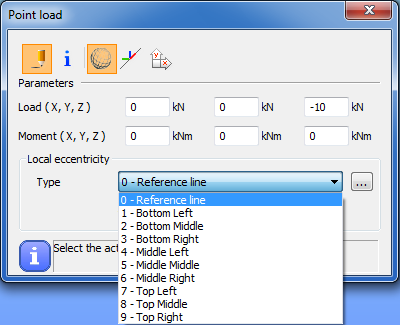 Point load
Parameters
Load ( X, Y, Z ) 0 kN 0 kN -10 kN
Moment ( X, Y, Z ) 0 kNm 0 kNm 0 kNm
Local eccentricity
Type 0 - Reference line ...
0 - Reference line
1 - Bottom Left
2 - Bottom Middle
3 - Bottom Right
4 - Middle Left
5 - Middle Middle
6 - Middle Right
7 - Top Left
8 - Top Middle
9 - Top Right
Select the act